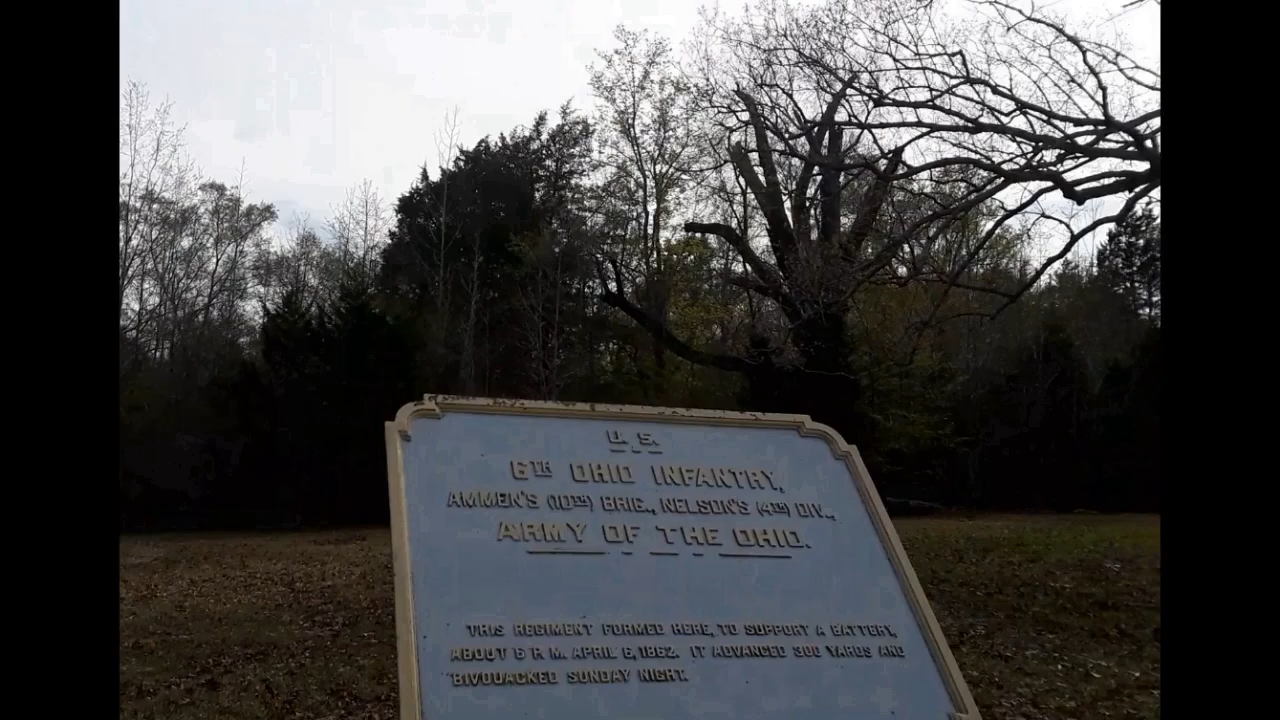 U. S.
6TH OHIO INFANTRY,
AMMEN'S (10TH) BRIG., NELSON'S (4TH) DIV.,
ARMY OF THE OHIO.
THIS REGIMENT FORMED HERE, TO SUPPORT A BATTERY,
ABOUT 6 P. M. APRIL 6, 1862. IT ADVANCED 300 YARDS AND
BIVOUACKED SUNDAY NIGHT.